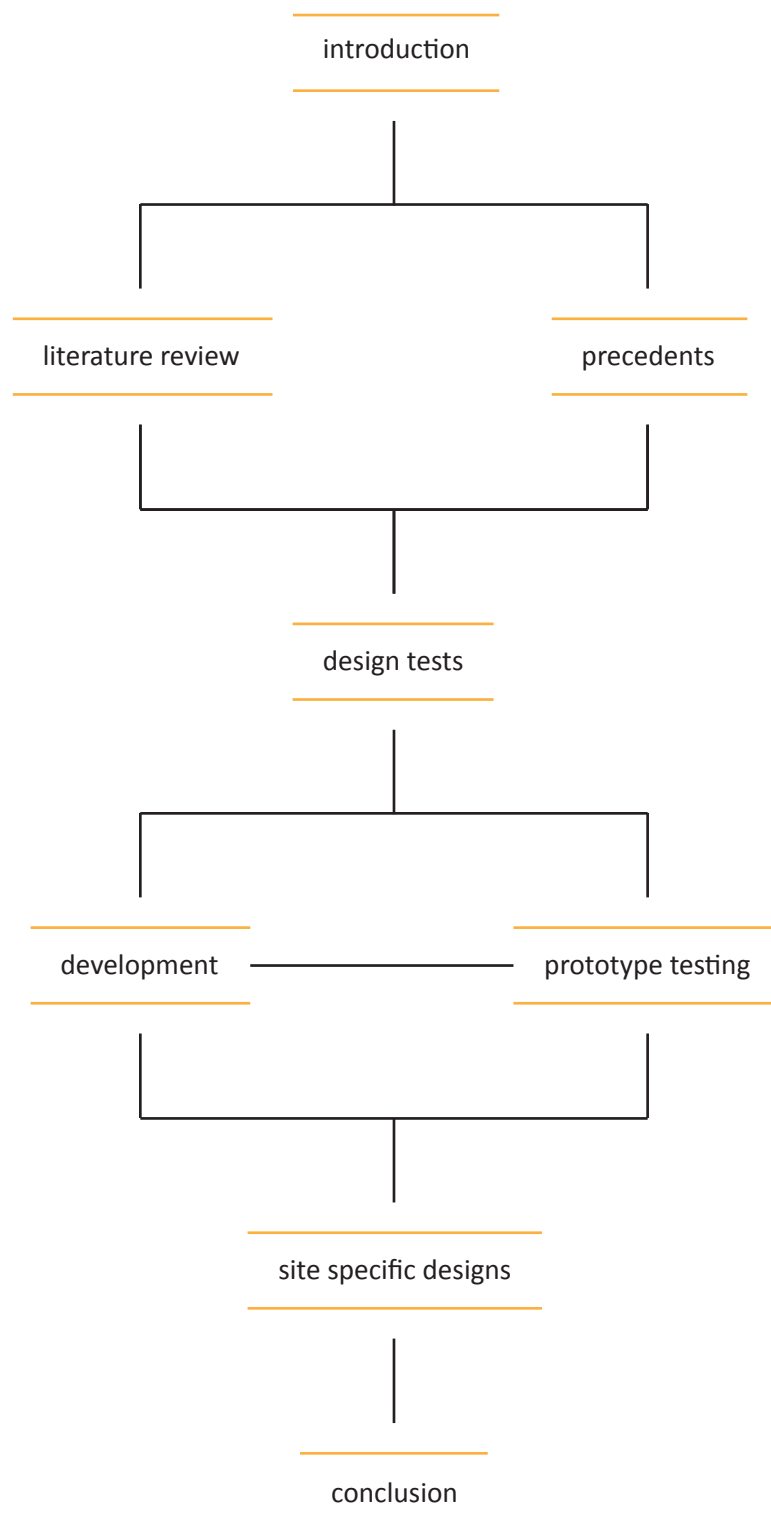 introduction
literature review
precedents
design tests
development
prototype testing
site specific designs
conclusion